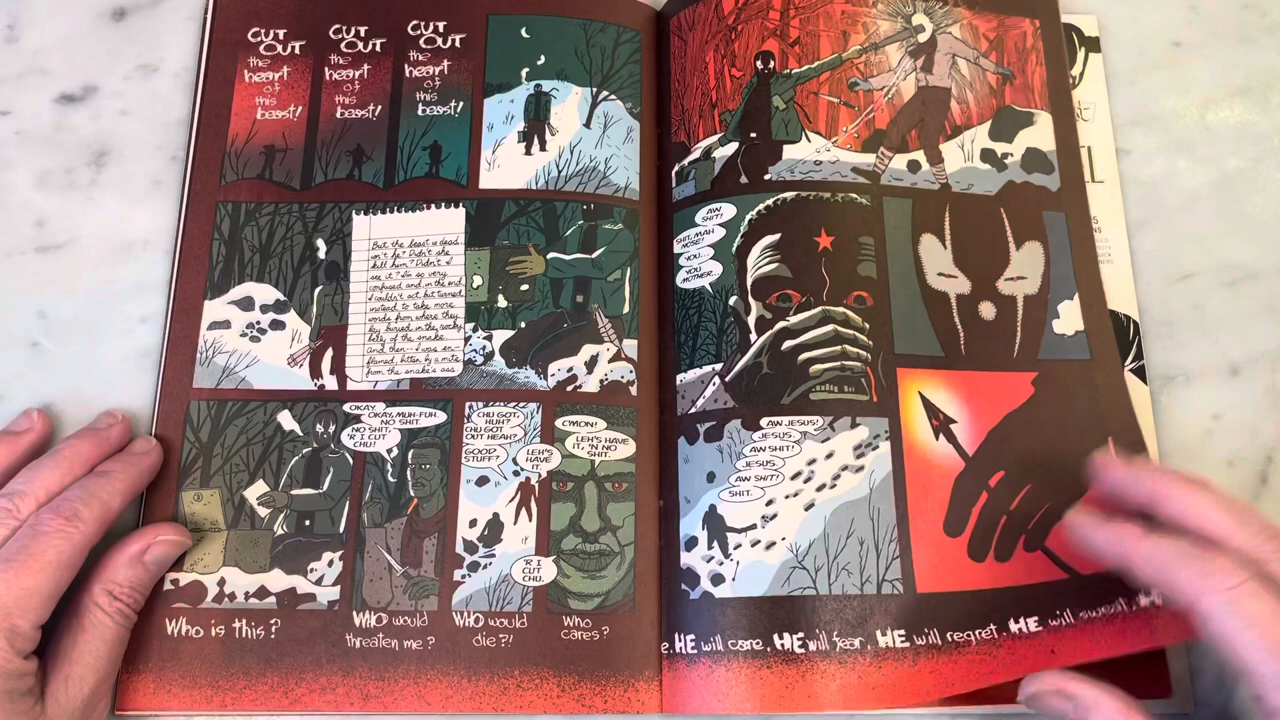 CUT
OUT
the
heart
of
this
beast!
CUT
OUT
the
heart
of
this
beast!
CUT
OUT
the
heart
of
this
beast!
But the beast is dead,
isn't he? Didn't she
kill him? Didn't I
see it? I'm so very
confused and, in the end,
I couldn't act, but turned
instead to take more
words from where they
lay buried in the rocky
belly of the snake.
And then-- I was in-
flamed, bitten by a mite
from the snake's ass
OKAY.
OKAY, MUH-FUH.
NO SHIT.
NO SHIT,
'R I CUT
CHU!
CHU GOT,
HUH?
CHU GOT
OUT HEAH?
GOOD
STUFF?
LEH'S
HAVE
IT.
'R I
CUT
CHU.
C'MON!
LEH'S HAVE
IT, 'N NO
SHIT.
Who is this?
WHO would
threaten me?
WHO would
die?!
Who
cares?
AW
SHIT!
SHIT, MAH
NOSE!
YOU...
YOU
MOTHER...
AW JESUS!
JESUS.
AW SHIT!
JESUS.
AW SHIT!
SHIT.
HE will care. HE will fear. HE will regret. HE will sweat.